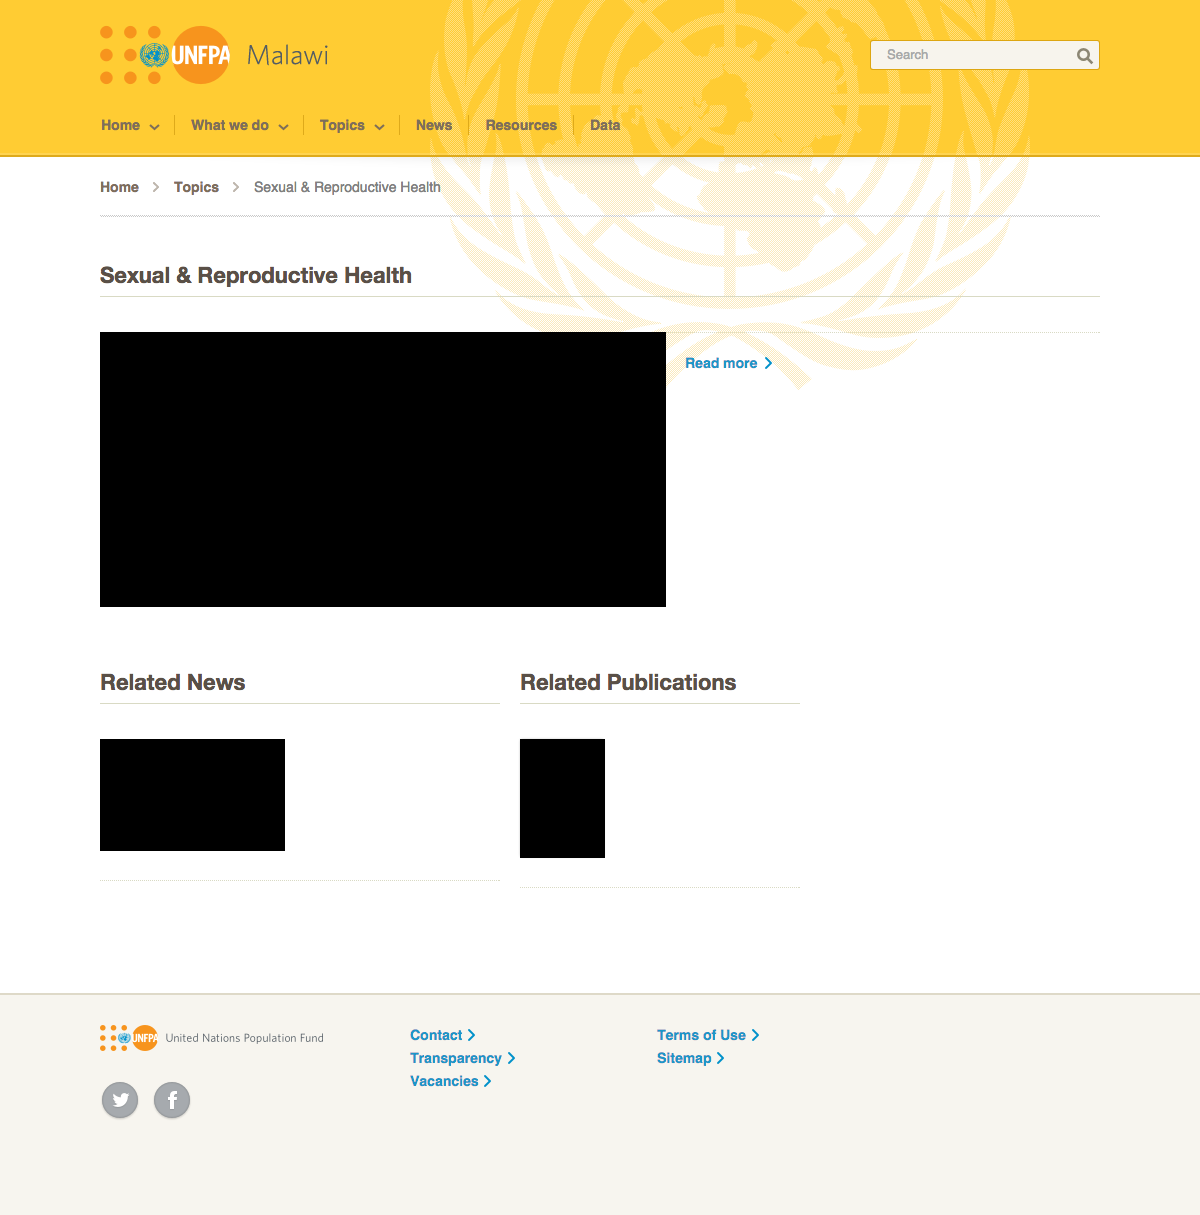 UNFPA Malawi
Search
Home What we do Topics News Resources Data
Home Topics Sexual & Reproductive Health
Sexual & Reproductive Health
Read more
Related News Related Publications
UNFPA United Nations Population Fund
Contact Terms of Use
Transparency Sitemap
Vacancies